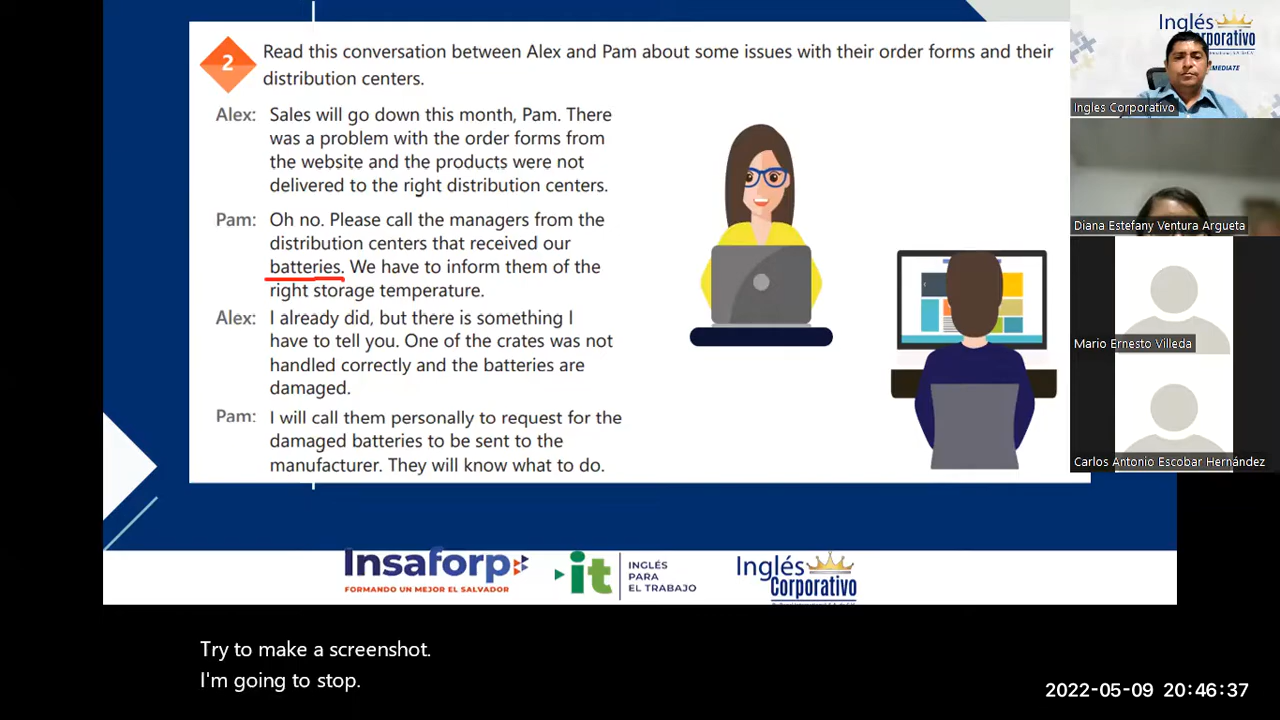 2
Read this conversation between Alex and Pam about some issues with their order forms and their
distribution centers.
Alex: Sales will go down this month, Pam. There
was a problem with the order forms from
the website and the products were not
delivered to the right distribution centers.
Pam: Oh no. Please call the managers from the
distribution centers that received our
batteries. We have to inform them of the
right storage temperature.
Alex: I already did, but there is something I
have to tell you. One of the crates was not
handled correctly and the batteries are
damaged.
Pam: I will call them personally to request for the
damaged batteries to be sent to the
manufacturer. They will know what to do.
Inglés
Corporativo
MEDIATE
Ingles Corporativo
Diana Estefany Ventura Argueta
Mario Ernesto Villeda
Carlos Antonio Escobar Hernández
Insaforp
FORMANDO UN MEJOR EL SALVADOR
it
INGLÉS
PARA
EL TRABAJO
Inglés
Corporativo
Try to make a screenshot.
I'm going to stop.
2022-05-09 20:46:37